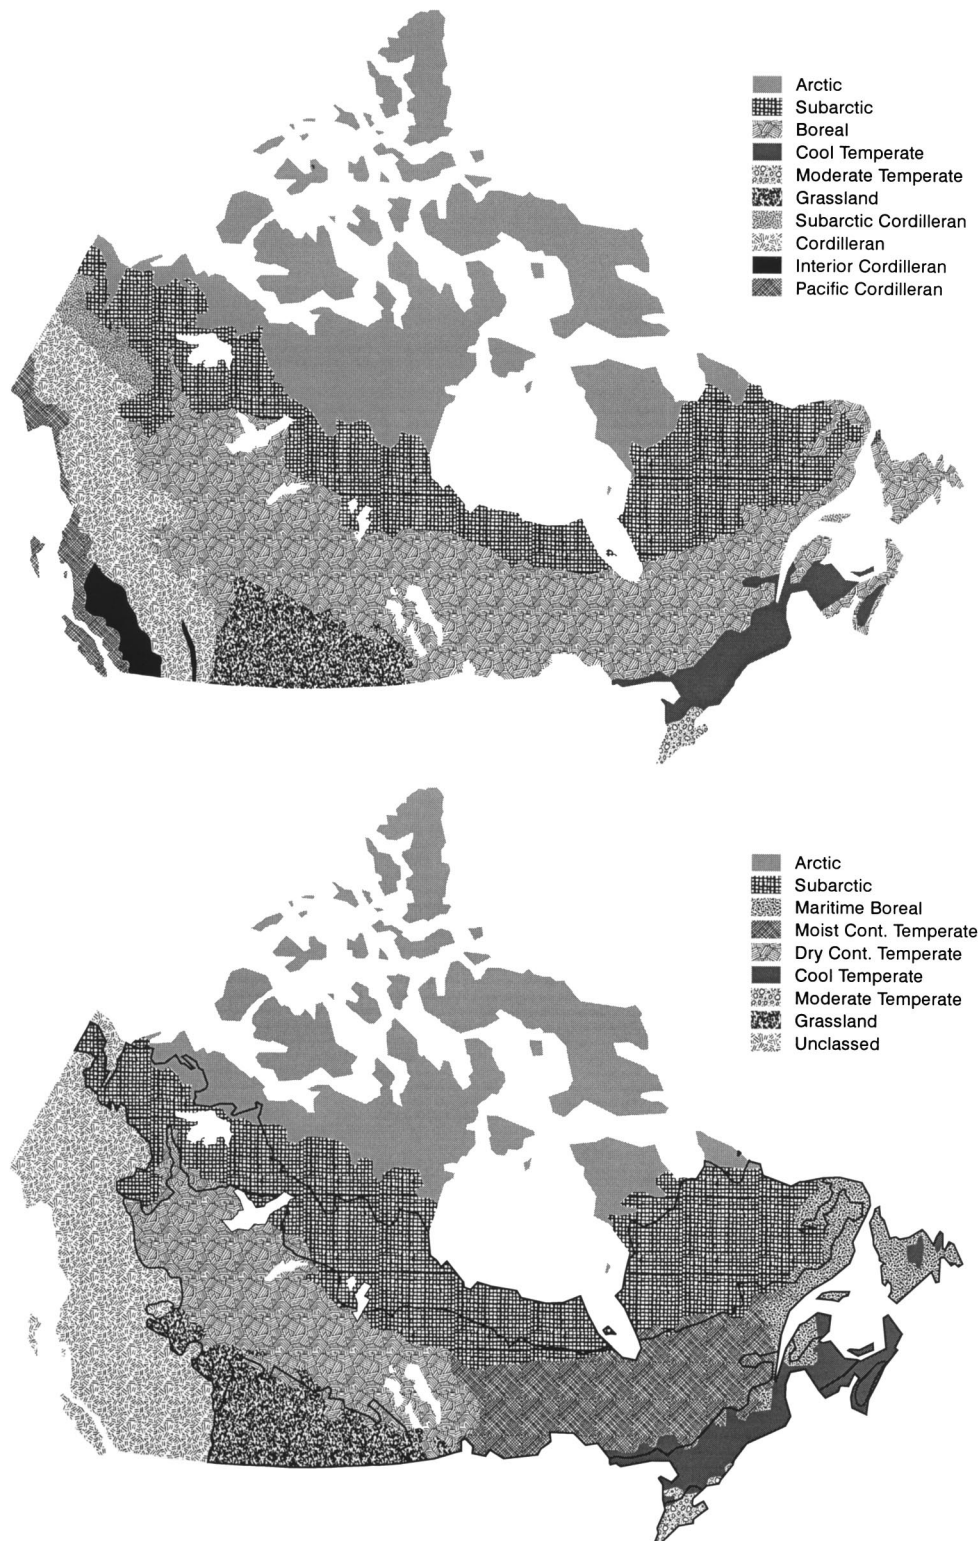 Arctic
Subarctic
Boreal
Cool Temperate
Moderate Temperate
Grassland
Subarctic Cordilleran
Cordilleran
Interior Cordilleran
Pacific Cordilleran
Arctic
Subarctic
Maritime Boreal
Moist Cont. Temperate
Dry Cont. Temperate
Cool Temperate
Moderate Temperate
Grassland
Unclassed